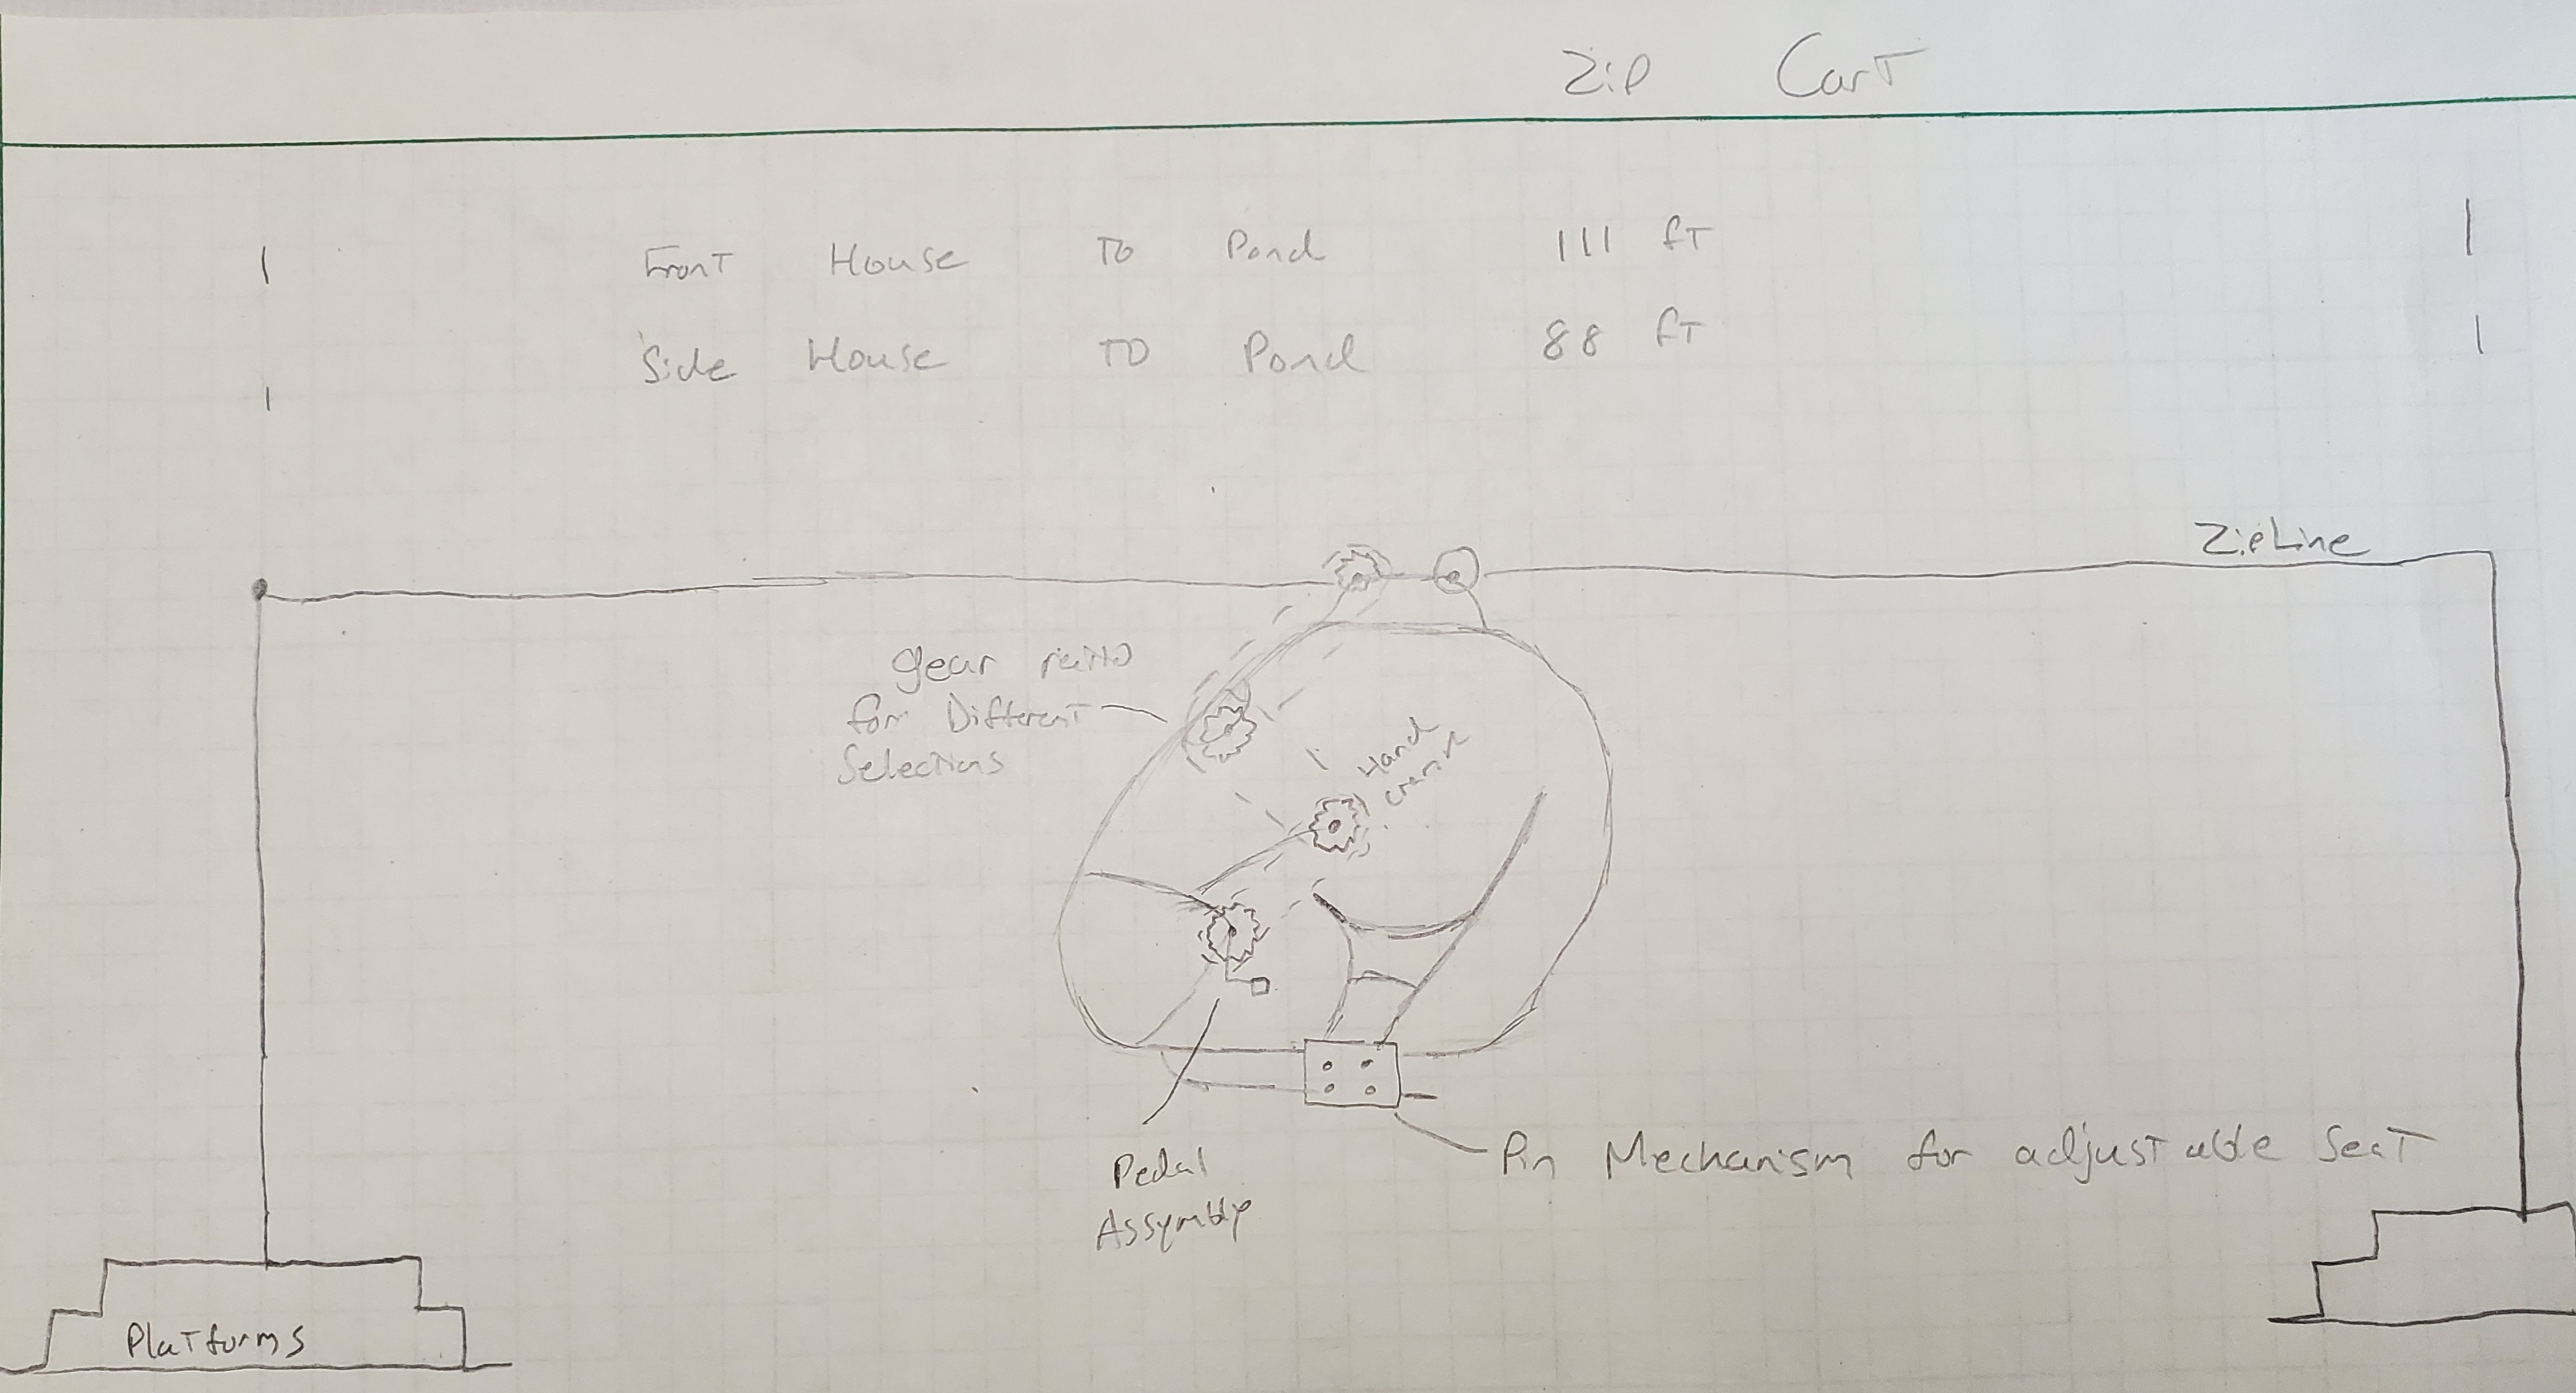 Zip Cart
Front House To Pond 111 ft
Side House To Pond 88 ft
ZipLine
gear ratio
for Different
Selections
Hand
crank
Pedal
Assymbly
Pin Mechanism for adjustable Seat
Platforms